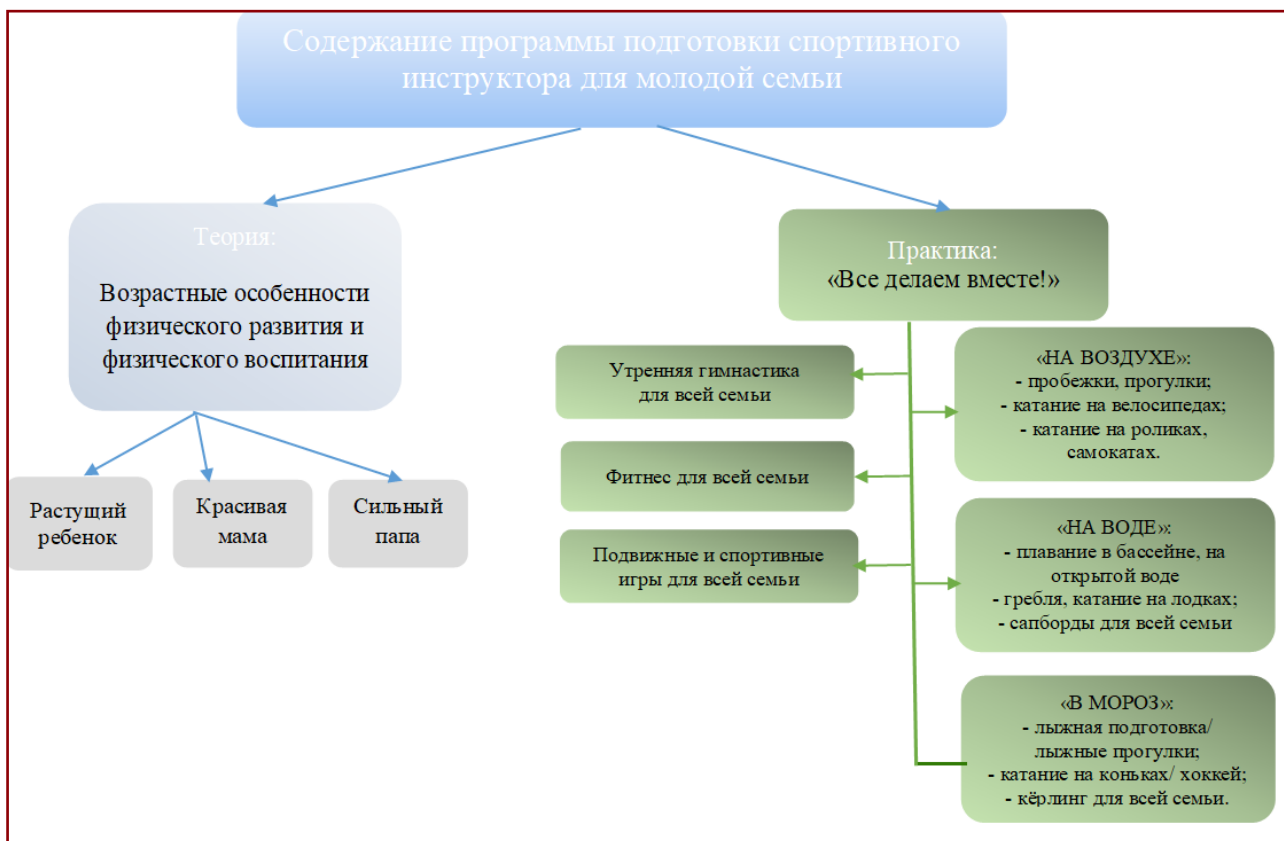 Содержание программы подготовки спортивного
инструктора для молодой семьи
Теория:
Возрастные особенности
физического развития и
физического воспитания
Растущий
ребенок
Красивая
мама
Сильный
папа
Практика:
«Все делаем вместе!»
Утренняя гимнастика
для всей семьи
Фитнес для всей семьи
Подвижные и спортивные
игры для всей семьи
«НА ВОЗДУХЕ»:
- пробежки, прогулки;
- катание на велосипедах;
- катание на роликах,
самокатах.
«НА ВОДЕ»:
- плавание в бассейне, на
открытой воде
- гребля, катание на лодках;
- сапборды для всей семьи
«В МОРОЗ»:
- лыжная подготовка/
лыжные прогулки;
- катание на коньках/ хоккей;
- кёрлинг для всей семьи.